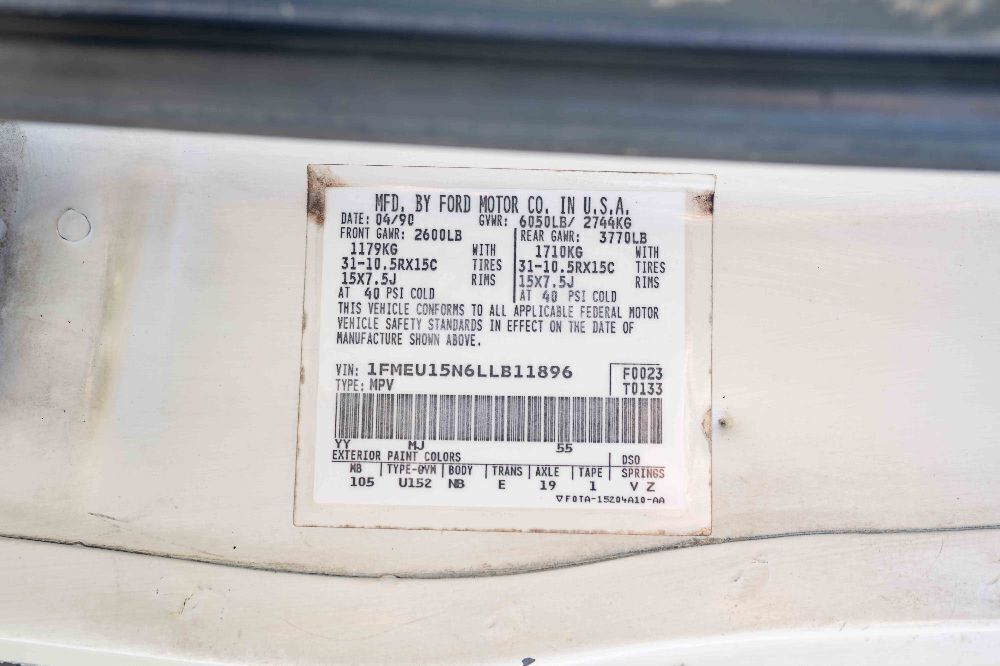 MFD. BY FORD MOTOR CO. IN U.S.A.
DATE: 04/90 GVWR: 6050LB/ 2744KG
FRONT GAWR: 2600LB REAR GAWR: 3770LB
1179KG WITH 1710KG WITH
31-10.5RX15C TIRES 31-10.5RX15C TIRES
15X7.5J RIMS 15X7.5J RIMS
AT 40 PSI COLD AT 40 PSI COLD
THIS VEHICLE CONFORMS TO ALL APPLICABLE FEDERAL MOTOR
VEHICLE SAFETY STANDARDS IN EFFECT ON THE DATE OF
MANUFACTURE SHOWN ABOVE.
VIN: 1FMEU15N6LLB11896 F0023
TYPE: MPV T0133
YY MJ 55
EXTERIOR PAINT COLORS DSO
WB TYPE-GVW BODY TRANS AXLE TAPE SPRINGS
105 U152 NB E 19 1 V Z
▽F0TA-15204A10-AA